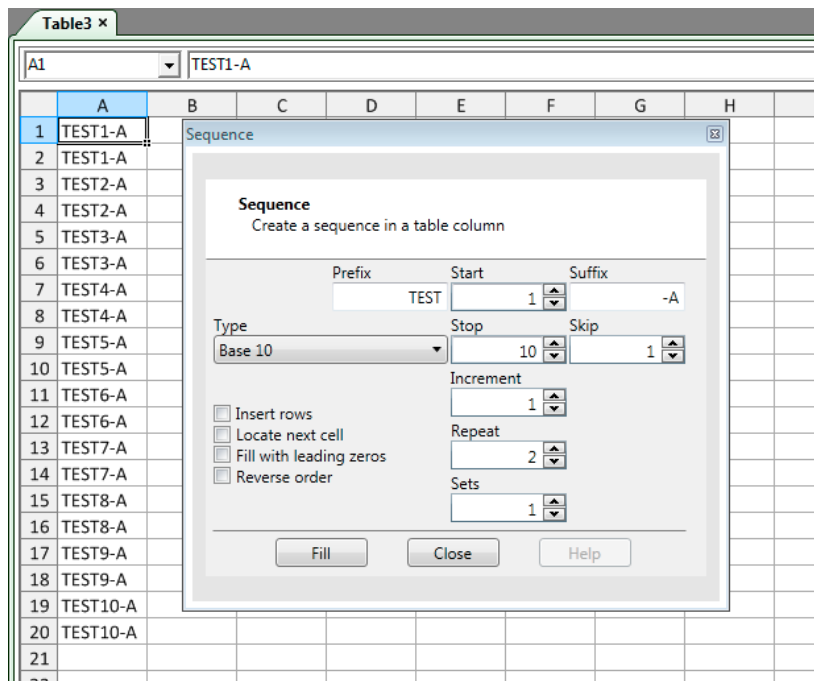 Table3 ×
A1 TEST1-A
A B C D E F G H
1 TEST1-A
2 TEST1-A
3 TEST2-A
4 TEST2-A
5 TEST3-A
6 TEST3-A
7 TEST4-A
8 TEST4-A
9 TEST5-A
10 TEST5-A
11 TEST6-A
12 TEST6-A
13 TEST7-A
14 TEST7-A
15 TEST8-A
16 TEST8-A
17 TEST9-A
18 TEST9-A
19 TEST10-A
20 TEST10-A
21
Sequence
Sequence
Create a sequence in a table column
Prefix Start Suffix
TEST 1 -A
Type Stop Skip
Base 10 10 1
Increment
1
Insert rows
Locate next cell
Fill with leading zeros
Reverse order
Repeat
2
Sets
1
Fill Close Help